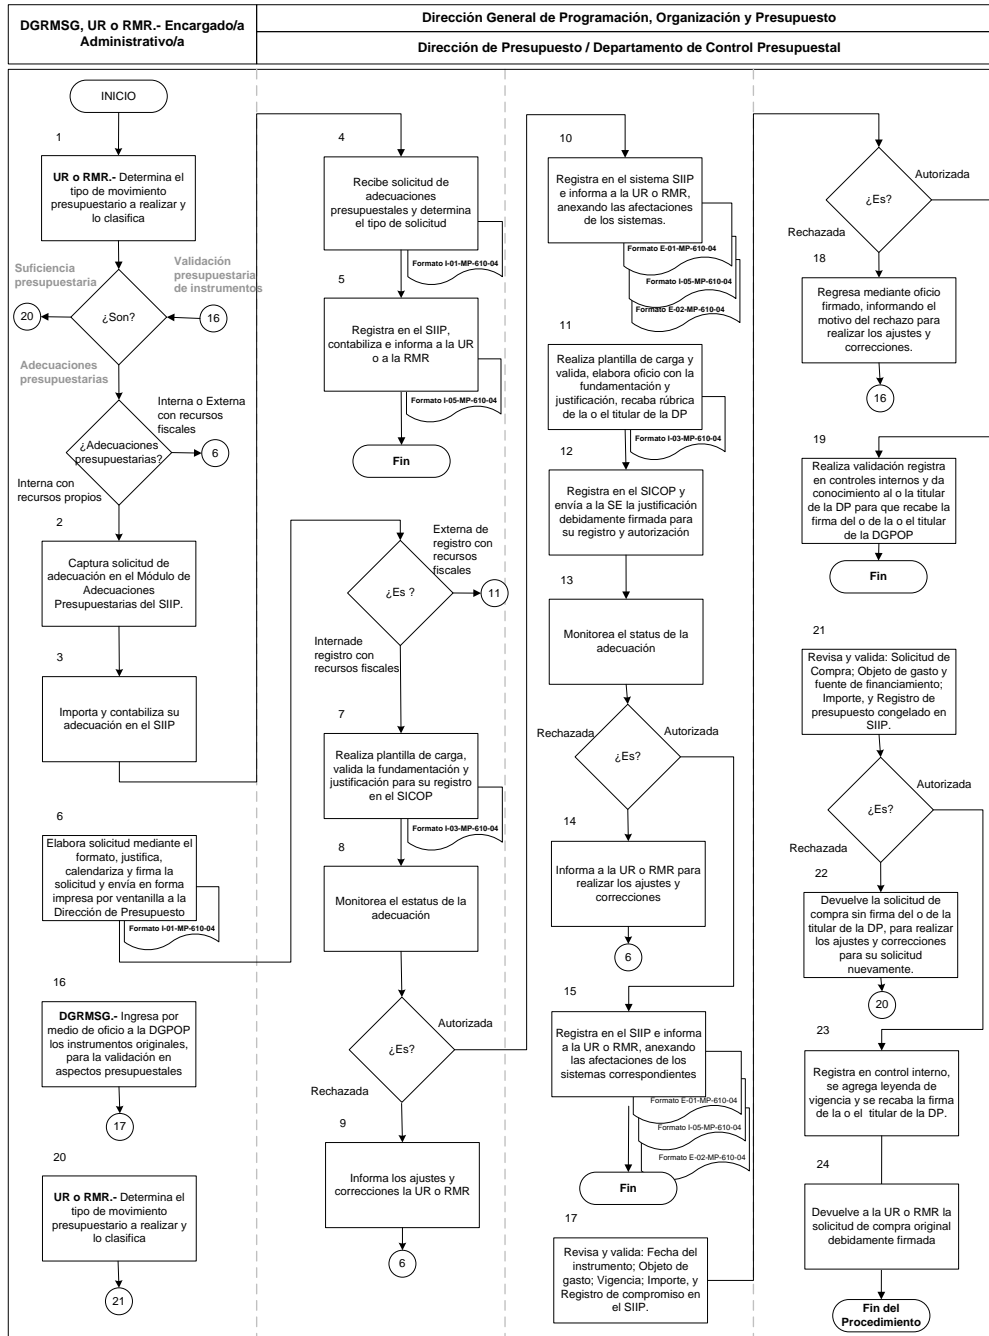 DGRMSG, UR o RMR.- Encargado/a
Administrativo/a
Dirección General de Programación, Organización y Presupuesto
Dirección de Presupuesto / Departamento de Control Presupuestal
INICIO
1
UR o RMR.- Determina el
tipo de movimiento
presupuestario a realizar y
lo clasifica
Suficiencia
presupuestaria
Validación
presupuestaria
de instrumentos
20
¿Son?
16
Adecuaciones
presupuestarias
Interna o Externa
con recursos
fiscales
¿Adecuaciones
presupuestarias?
6
Interna con
recursos propios
2
Captura solicitud de
adecuación en el Módulo de
Adecuaciones
Presupuestarias del SIIP.
3
Importa y contabiliza su
adecuación en el SIIP
6
Elabora solicitud mediante el
formato, justifica,
calendariza y firma la
solicitud y envía en forma
impresa por ventanilla a la
Dirección de Presupuesto
Formato I-01-MP-610-04
16
DGRMSG.- Ingresa por
medio de oficio a la DGPOP
los instrumentos originales,
para la validación en
aspectos presupuestales
17
20
UR o RMR.- Determina el
tipo de movimiento
presupuestario a realizar y
lo clasifica
21
4
Recibe solicitud de
adecuaciones
presupuestales y determina
el tipo de solicitud
Formato I-01-MP-610-04
5
Registra en el SIIP,
contabiliza e informa a la UR
o a la RMR
Formato I-05-MP-610-04
Fin
Externa de
registro con
recursos
fiscales
¿Es ?
11
Internade
registro con
recursos fiscales
7
Realiza plantilla de carga,
valida la fundamentación y
justificación para su registro
en el SICOP
Formato I-03-MP-610-04
8
Monitorea el estatus de la
adecuación
Autorizada
¿Es?
Rechazada
9
Informa los ajustes y
correcciones la UR o RMR
6
10
Registra en el sistema SIIP
e informa a la UR o RMR,
anexando las afectaciones
de los sistemas.
Formato E-01-MP-610-04
Formato I-05-MP-610-04
Formato E-02-MP-610-04
11
Realiza plantilla de carga y
valida, elabora oficio con la
fundamentación y
justificación, recaba rúbrica
de la o el titular de la DP
Formato I-03-MP-610-04
12
Registra en el SICOP y
envía a la SE la justificación
debidamente firmada para
su registro y autorización
13
Monitorea el status de la
adecuación
Rechazada
Autorizada
¿Es?
14
Informa a la UR o RMR para
realizar los ajustes y
correcciones
6
15
Registra en el SIIP e informa
a la UR o RMR, anexando
las afectaciones de los
sistemas correspondientes
Formato E-01-MP-610-04
Formato I-05-MP-610-04
Formato E-02-MP-610-04
Fin
17
Revisa y valida: Fecha del
instrumento; Objeto de
gasto; Vigencia; Importe, y
Registro de compromiso en
el SIIP.
Autorizada
¿Es?
Rechazada
18
Regresa mediante oficio
firmado, informando el
motivo del rechazo para
realizar los ajustes y
correcciones.
16
19
Realiza validación registra
en controles internos y da
conocimiento al o la titular
de la DP para que recabe la
firma del o de la o el titular
de la DGPOP
Fin
21
Revisa y valida: Solicitud de
Compra; Objeto de gasto y
fuente de financiamiento;
Importe, y Registro de
presupuesto congelado en
SIIP.
Autorizada
¿Es?
Rechazada
22
Devuelve la solicitud de
compra sin firma del o de la
titular de la DP, para realizar
los ajustes y correcciones
para su solicitud
nuevamente.
20
23
Registra en control interno,
se agrega leyenda de
vigencia y se recaba la firma
de la o el titular de la DP.
24
Devuelve a la UR o RMR la
solicitud de compra original
debidamente firmada
Fin del
Procedimiento